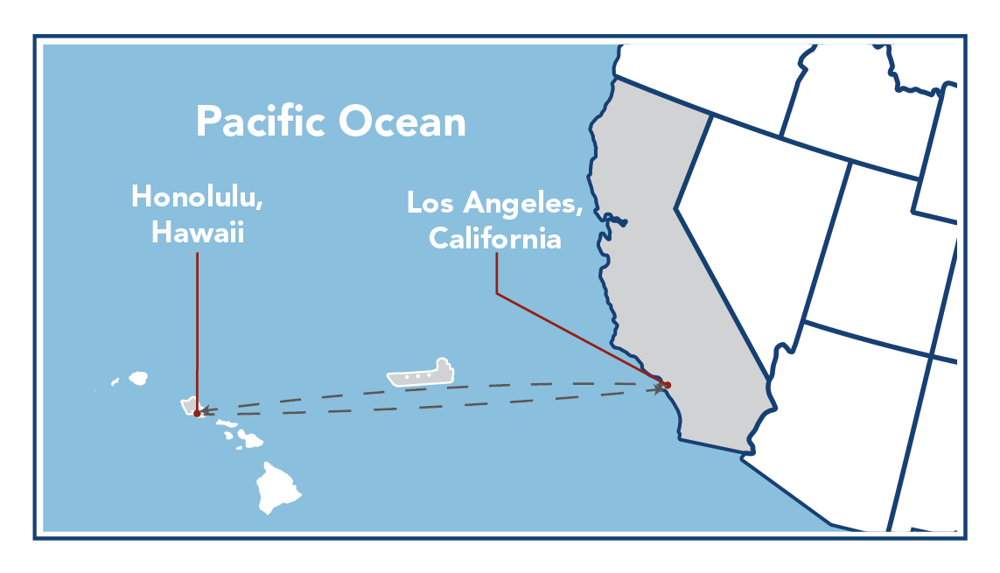 Pacific Ocean
Honolulu,
Hawaii
Los Angeles,
California